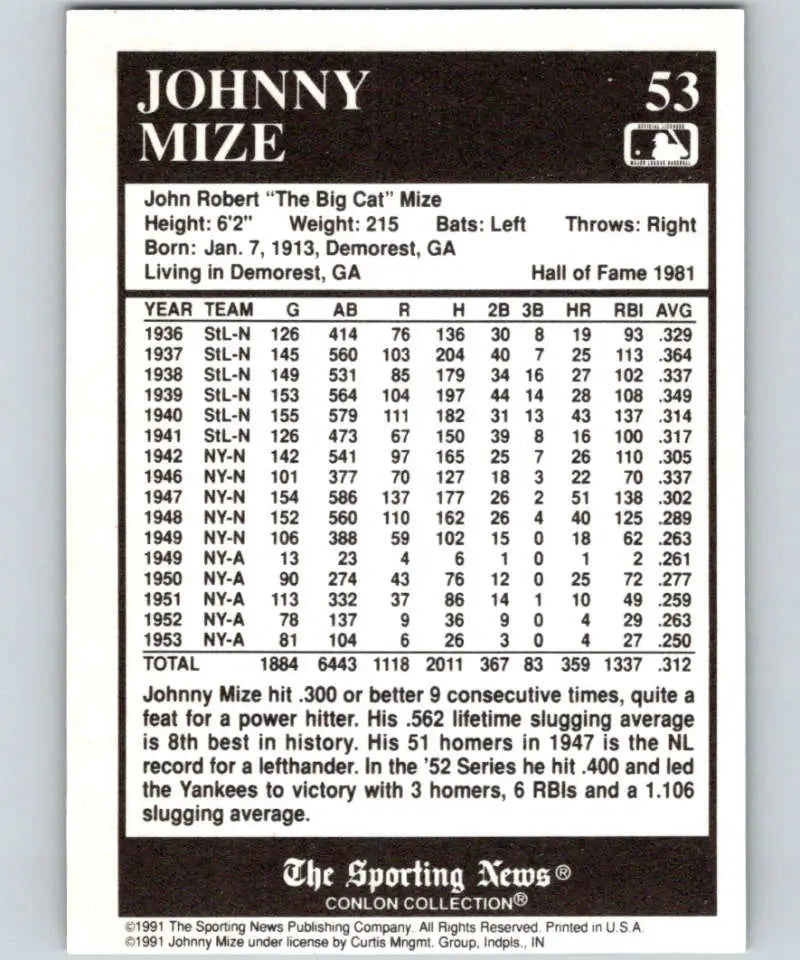 JOHNNY 53
MIZE
OFFICIAL LICENSEE
MAJOR LEAGUE BASEBALL
John Robert “The Big Cat” Mize
Height: 6'2" Weight: 215 Bats: Left Throws: Right
Born: Jan. 7, 1913, Demorest, GA
Living in Demorest, GA Hall of Fame 1981
YEAR TEAM G AB R H 2B 3B HR RBI AVG
1936 StL-N 126 414 76 136 30 8 19 93 .329
1937 StL-N 145 560 103 204 40 7 25 113 .364
1938 StL-N 149 531 85 179 34 16 27 102 .337
1939 StL-N 153 564 104 197 44 14 28 108 .349
1940 StL-N 155 579 111 182 31 13 43 137 .314
1941 StL-N 126 473 67 150 39 8 16 100 .317
1942 NY-N 142 541 97 165 25 7 26 110 .305
1946 NY-N 101 377 70 127 18 3 22 70 .337
1947 NY-N 154 586 137 177 26 2 51 138 .302
1948 NY-N 152 560 110 162 26 4 40 125 .289
1949 NY-N 106 388 59 102 15 0 18 62 .263
1949 NY-A 13 23 4 6 1 0 1 2 .261
1950 NY-A 90 274 43 76 12 0 25 72 .277
1951 NY-A 113 332 37 86 14 1 10 49 .259
1952 NY-A 78 137 9 36 9 0 4 29 .263
1953 NY-A 81 104 6 26 3 0 4 27 .250
TOTAL 1884 6443 1118 2011 367 83 359 1337 .312
Johnny Mize hit .300 or better 9 consecutive times, quite a
feat for a power hitter. His .562 lifetime slugging average
is 8th best in history. His 51 homers in 1947 is the NL
record for a lefthander. In the '52 Series he hit .400 and led
the Yankees to victory with 3 homers, 6 RBIs and a 1.106
slugging average.
The Sporting News®
CONLON COLLECTION®
©1991 The Sporting News Publishing Company. All Rights Reserved. Printed in U.S.A.
©1991 Johnny Mize under license by Curtis Mngmt. Group, Indpls., IN